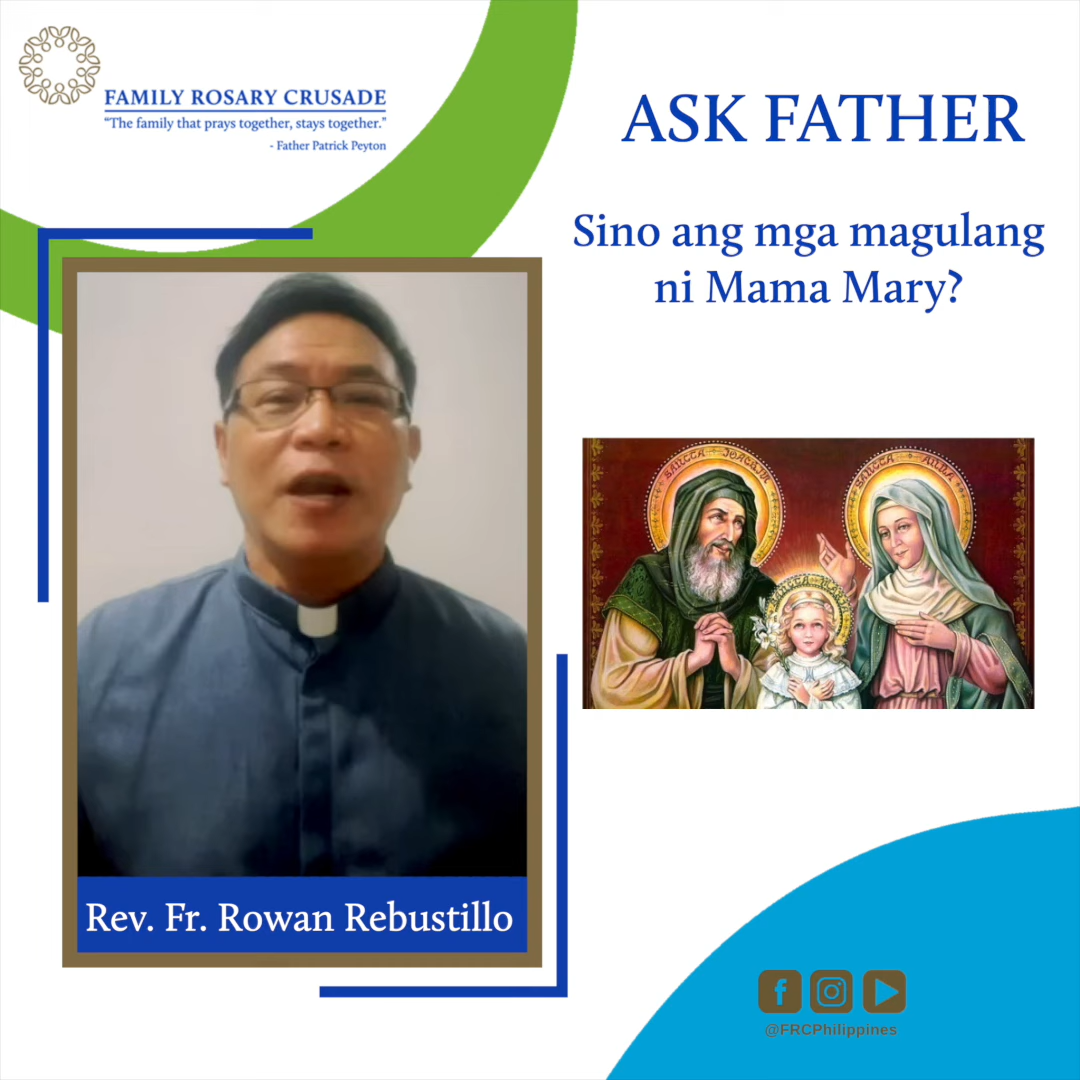 FAMILY ROSARY CRUSADE
“The family that prays together, stays together.”
- Father Patrick Peyton
ASK FATHER
Sino ang mga magulang
ni Mama Mary?
SANCTA JOACHIM
SANCTA ANNA
Rev. Fr. Rowan Rebustillo
@FRCPhilippines